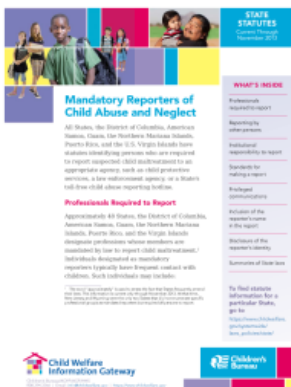 STATE
STATUTES
Current Through
November 2013
WHAT'S INSIDE
Professionals
required to report
Reporting by
other persons
Institutional
responsibility to report
Standards for
making a report
Privileged
communications
Inclusion of the
reporter's name
in the report
Disclosure of the
reporter's identity
Summaries of State laws
To find statute
information for a
particular State,
go to
Mandatory Reporters of
Child Abuse and Neglect
All States, the District of Columbia, American
Samoa, Guam, the Northern Mariana Islands,
Puerto Rico, and the U.S. Virgin Islands have
statutes identifying persons who are required
to report suspected child maltreatment to an
appropriate agency, such as child protective
services, a law enforcement agency, or a State's
toll-free child abuse reporting hotline.
Professionals Required to Report
Approximately 48 States, the District of Columbia,
American Samoa, Guam, the Northern Mariana
Islands, Puerto Rico, and the Virgin Islands
designate professions whose members are
mandated by law to report child maltreatment.
Individuals designated as mandatory
reporters typically have frequent contact with
children. Such individuals may include:
Child Welfare
Information Gateway
Children's
Bureau